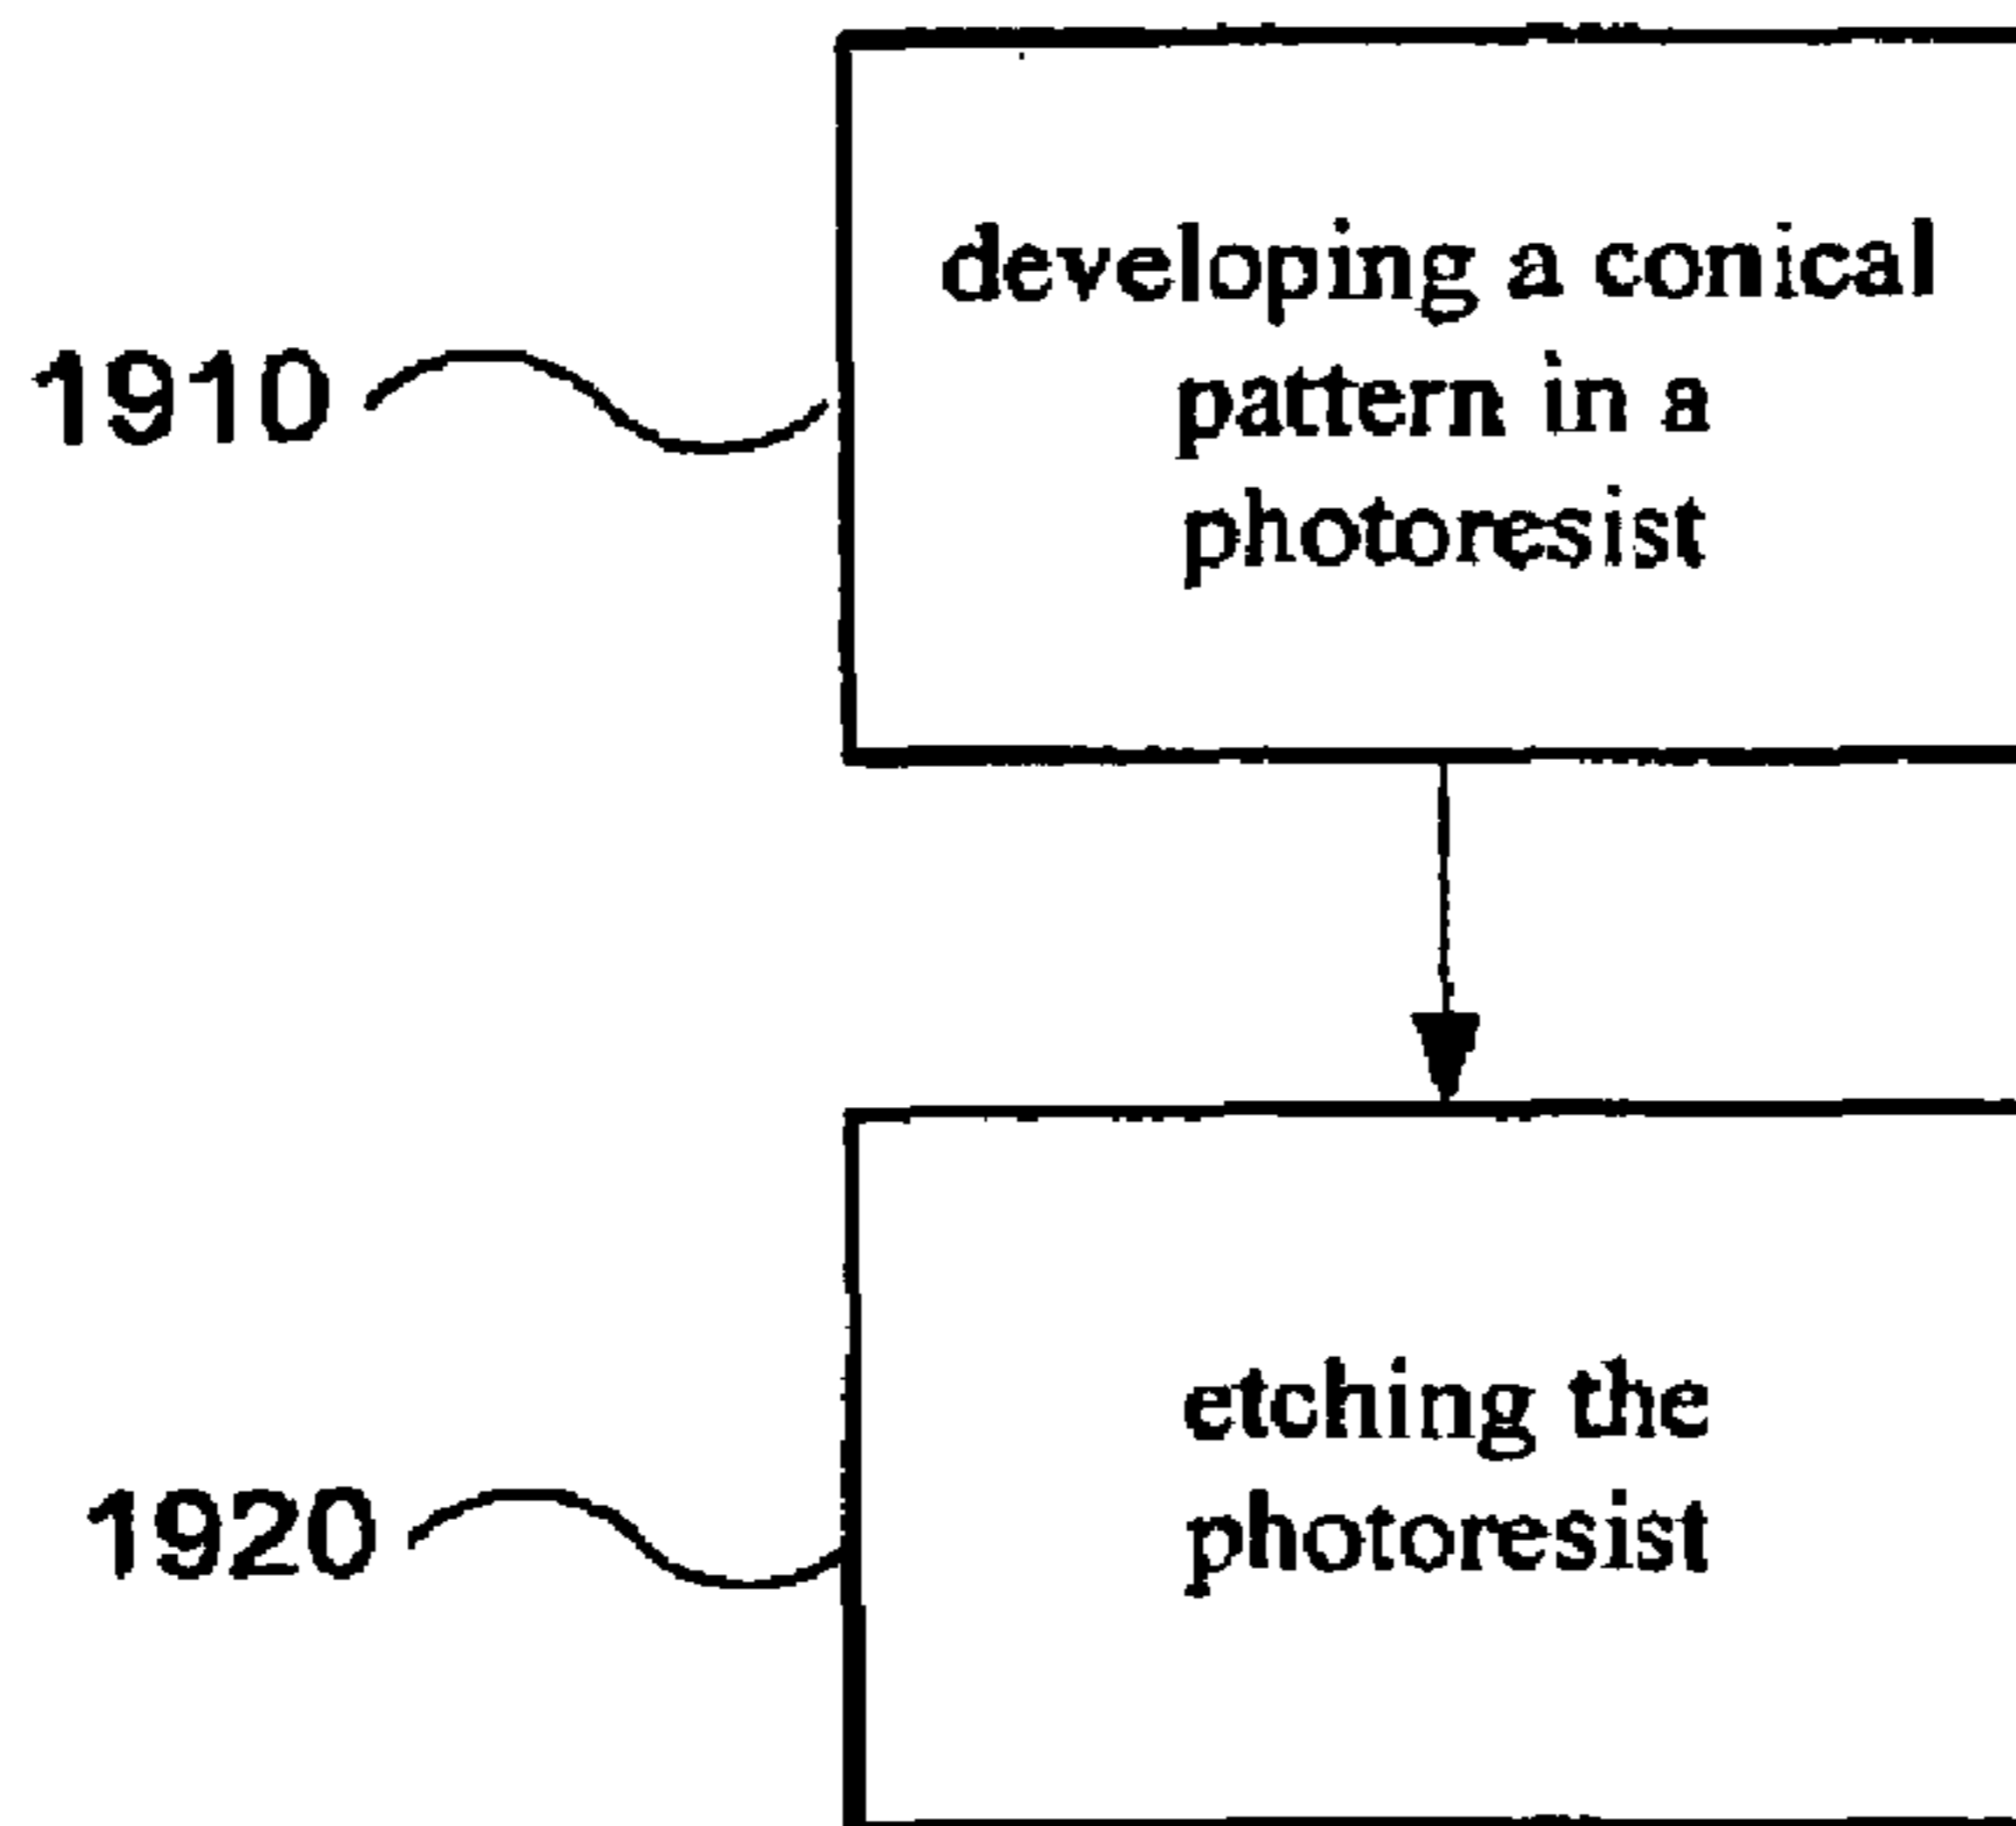 developing a conical
pattern in a
photoresist
1910
etching the
photoresist
1920